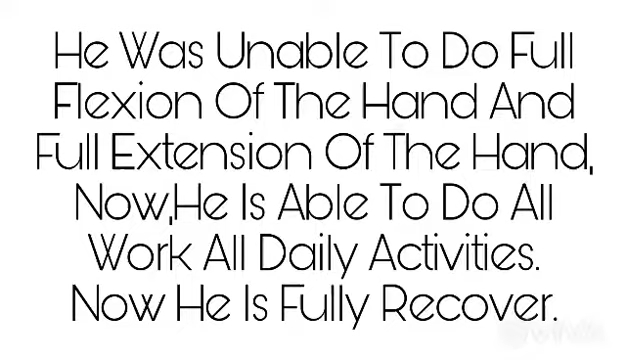 He Was Unable To Do Full
Flexion Of The Hand And
Full Extension Of The Hand,
Now,He Is Able To Do All
Work All Daily Activities.
Now He Is Fully Recover.